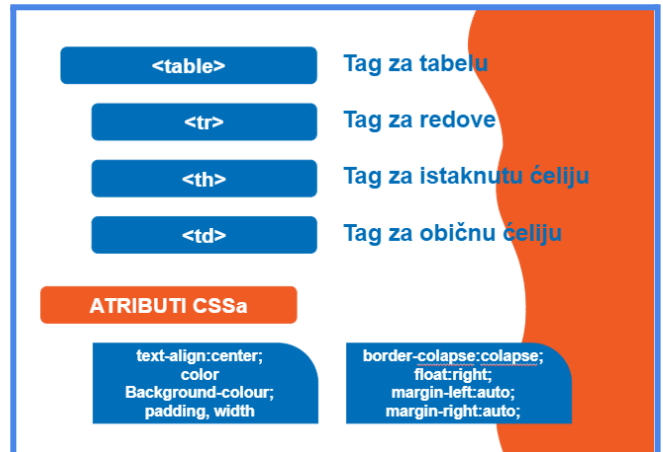 <table> Tag za tabelu
<tr> Tag za redove
<th> Tag za istaknutu ćeliju
<td> Tag za običnu ćeliju
ATRIBUTI CSSa
text-align:center;
color
Background-colour;
padding, width
border-colapse:colapse;
float:right;
margin-left:auto;
margin-right:auto;